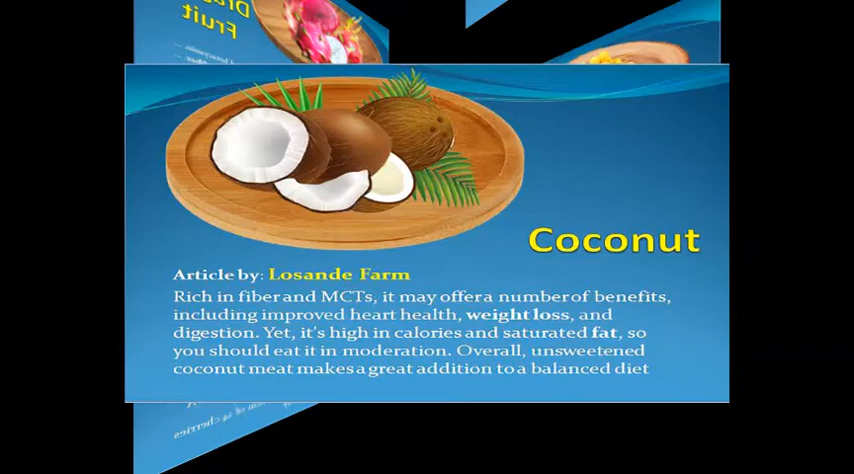 Fruit
Coconut
Article by: Losande Farm
Rich in fiber and MCTs, it may offer a number of benefits,
including improved heart health, weight loss, and
digestion. Yet, it's high in calories and saturated fat, so
you should eat it in moderation. Overall, unsweetened
coconut meat makes a great addition to a balanced diet
cherries